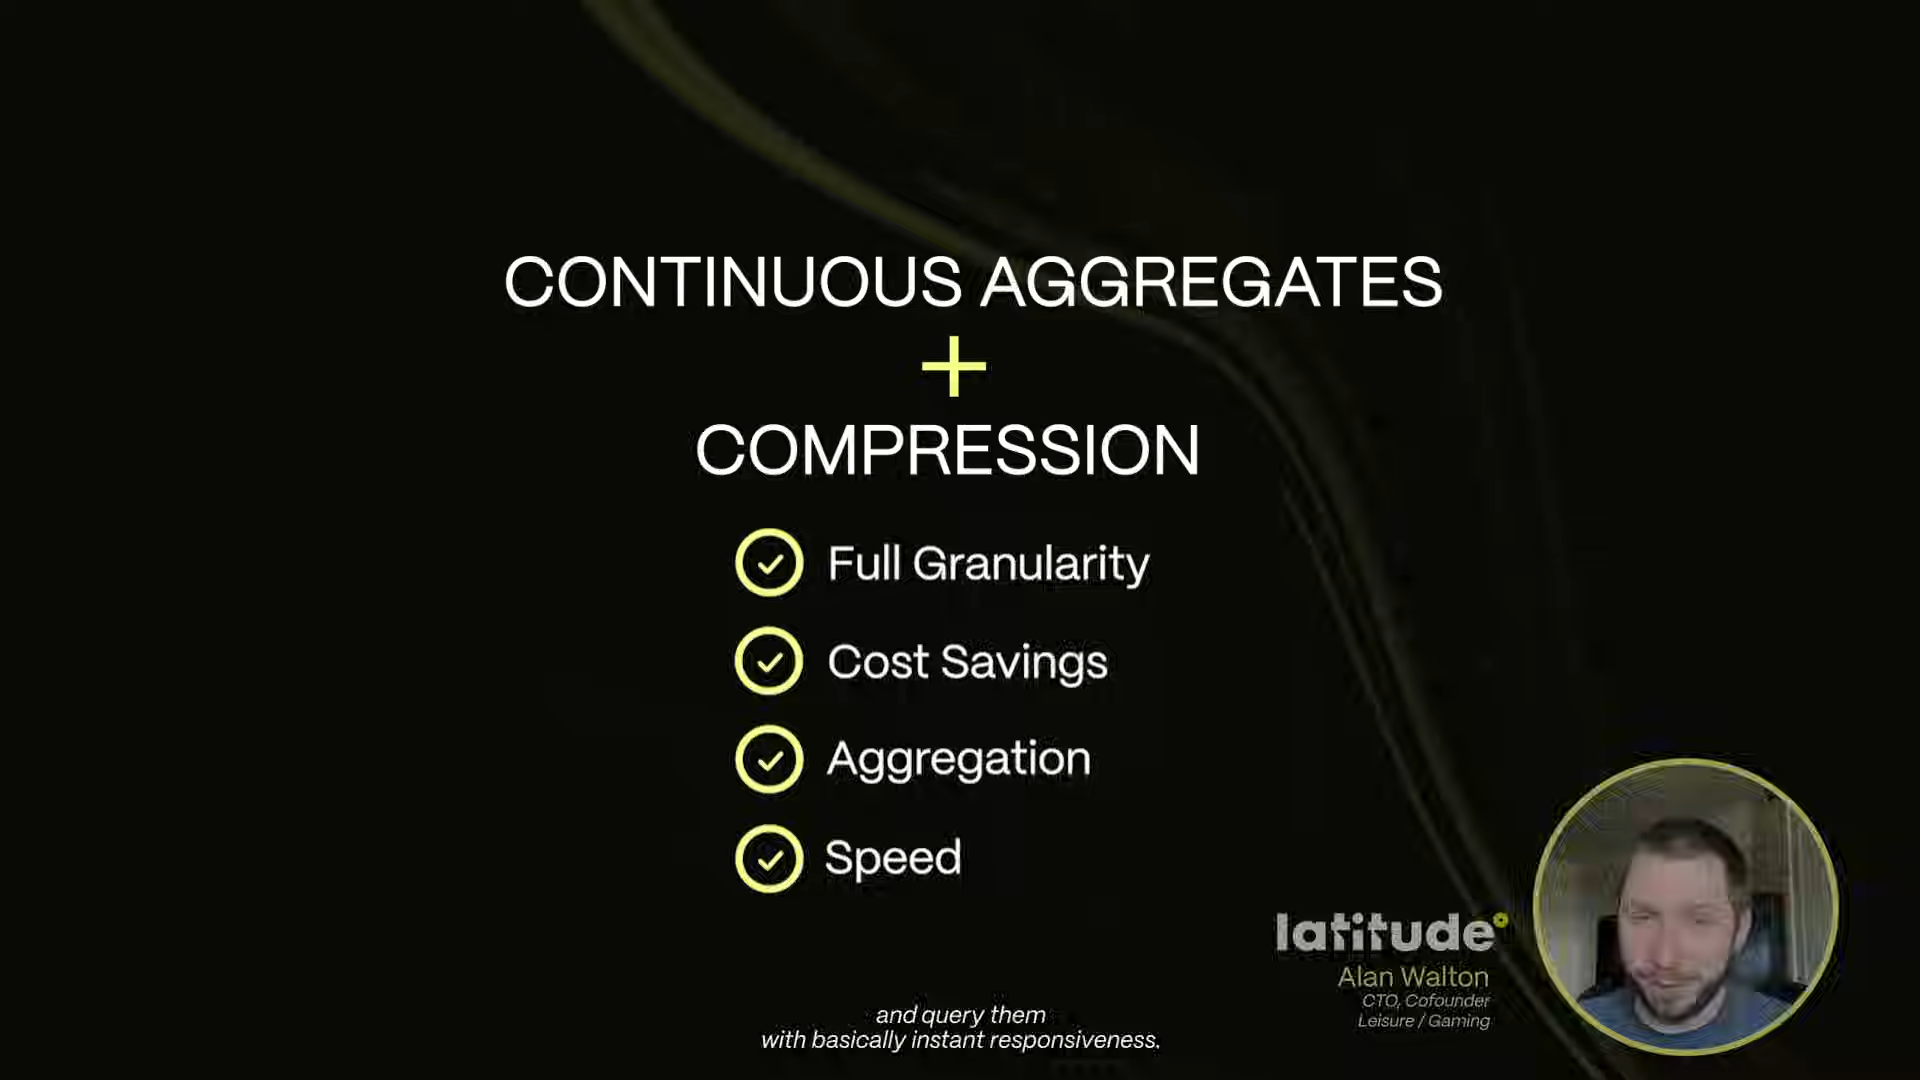 CONTINUOUS AGGREGATES
+
COMPRESSION
Full Granularity
Cost Savings
Aggregation
Speed
latitude
Alan Walton
CTO, Cofounder
Leisure / Gaming
and query them
with basically instant responsiveness.